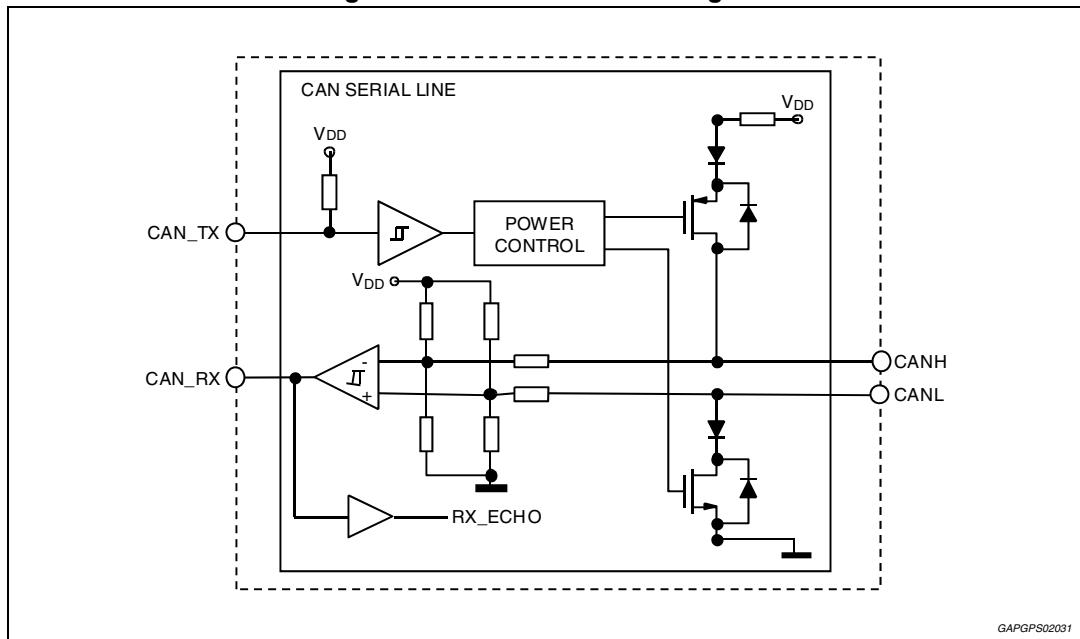 CAN SERIAL LINE
VDD
VDD
CAN_TX
POWER
CONTROL
VDD
CAN_RX
-
+
CANH
CANL
RX_ECHO
GAPGPS02031